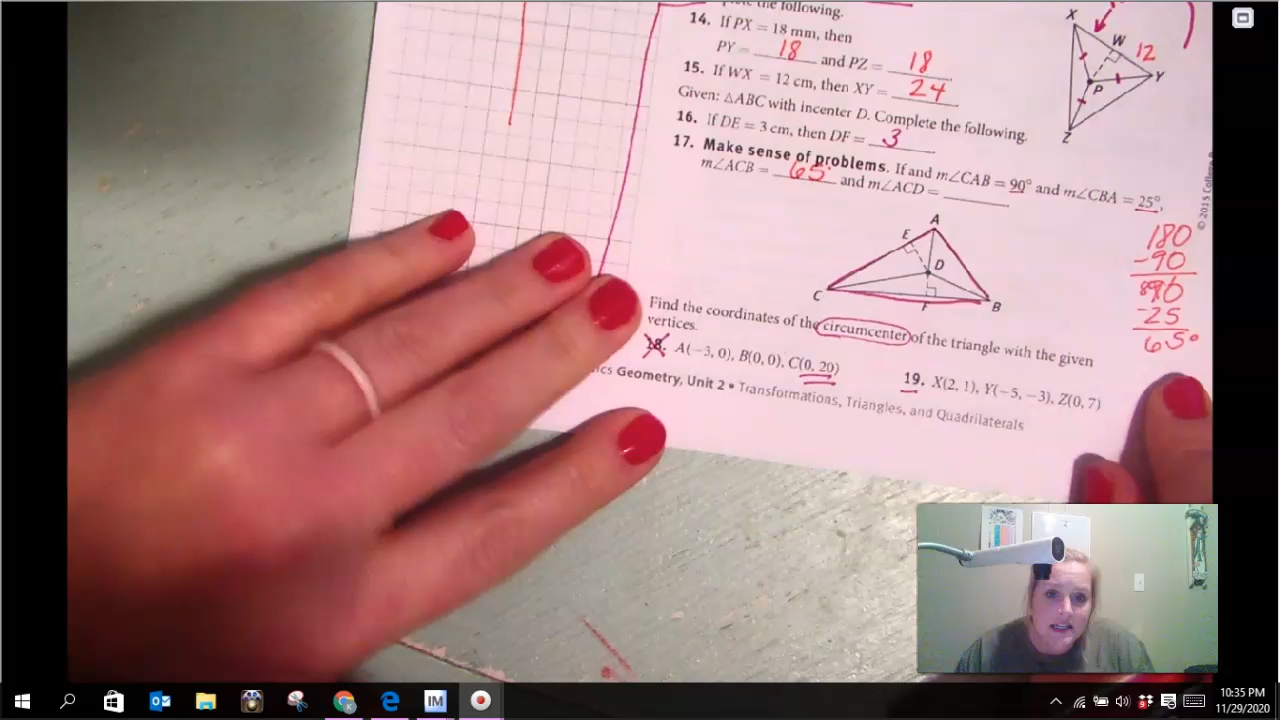 the following.
14. If PX = 18 mm, then
PY = 18 and PZ = 18
15. If WX = 12 cm, then XY = 24
Given: △ABC with incenter D. Complete the following.
16. If DE = 3 cm, then DF = 3
17. Make sense of problems. If and m∠CAB = 90° and m∠CBA = 25°,
m∠ACB = 65° and m∠ACD =
X
W
12
Y
P
Z
© 2015 College
A
E
D
C
F
B
180
-90
90
-25
65°
Find the coordinates of the circumcenter of the triangle with the given
vertices.
18. A(−3, 0), B(0, 0), C(0, 20)
19. X(2, 1), Y(−5, −3), Z(0, 7)
Geometry, Unit 2 • Transformations, Triangles, and Quadrilaterals
IM
10:35 PM
11/29/2020